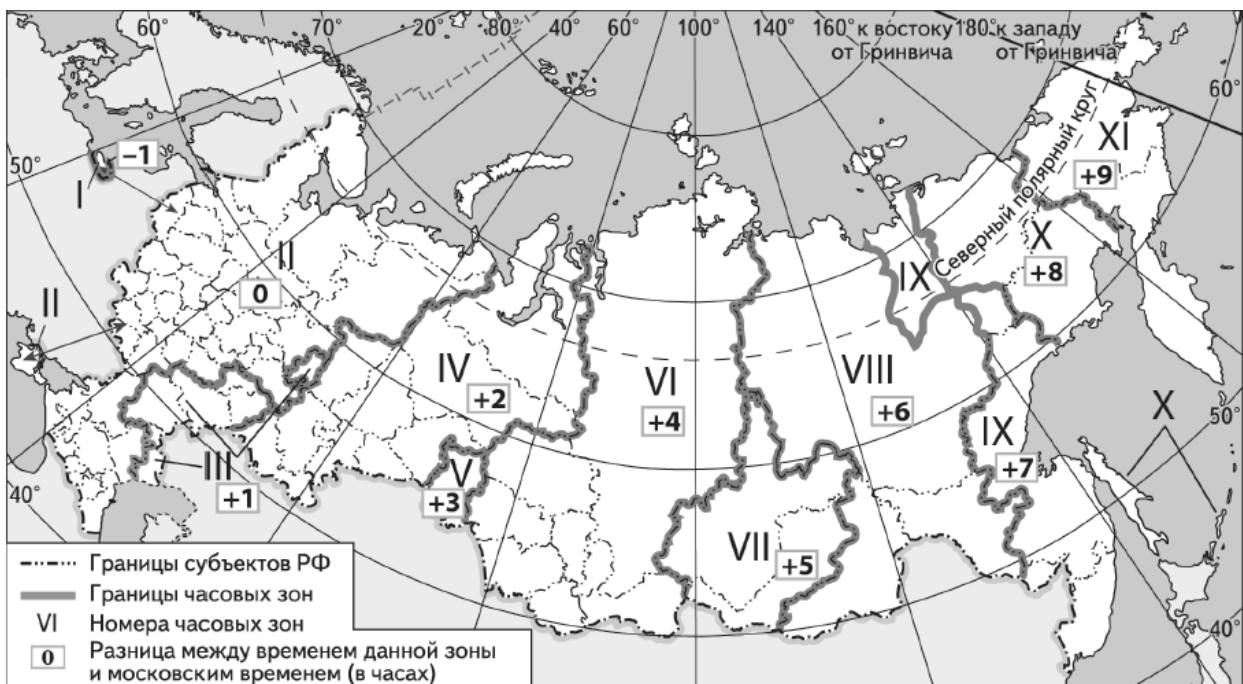 60° 70° 80° 60° 80° 100° 140° 160° к востоку 180° к западу
от Гринвича от Гринвича
60°
50°
–1
I
II
0
II
40°
III
+1
IV
+2
V
+3
VI
+4
VII
+5
VIII
+6
IX
IX
+7
X
+8
XI
+9
Северный полярный круг
X
50°
40°
Границы субъектов РФ
Границы часовых зон
VI Номера часовых зон
0 Разница между временем данной зоны
и московским временем (в часах)